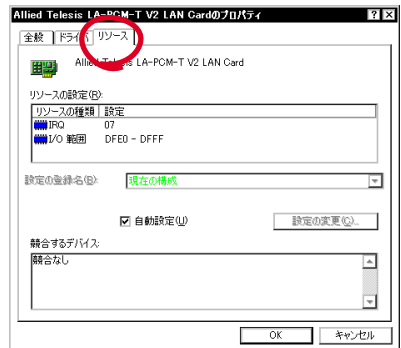 Allied Telesis LA-PCM-T V2 LAN Cardのプロパティ
全般 ドライバ リソース
Allied Telesis LA-PCM-T V2 LAN Card
リソースの設定(R):
リソースの種類 設定
IRQ 07
I/O 範囲 DFE0 - DFFF
設定の登録名(B): 現在の構成
自動設定(U) 設定の変更(C)...
競合するデバイス:
競合なし
OK キャンセル